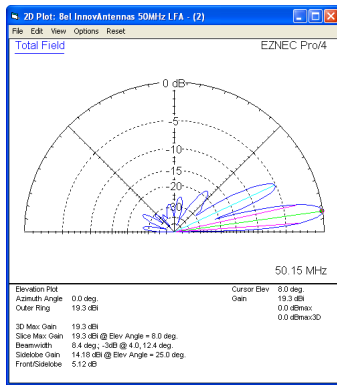 2D Plot: Bel InnovAntennas 50MHz LFA - (2)
File Edit View Options Reset
Total Field
EZNEC Pro/4
0 dB
-5
-10
-15
-20
-30
50.15 MHz
Elevation Plot
Azimuth Angle 0.0 deg.
Outer Ring 19.3 dBi
Cursor Elev 8.0 deg.
Gain 19.3 dBi
0.0 dBmax
0.0 dBmax3D
3D Max Gain 19.3 dBi
Slice Max Gain 19.3 dBi @ Elev Angle = 8.0 deg.
Beamwidth 8.4 deg.; -3dB @ 4.0, 12.4 deg.
Sidelobe Gain 14.18 dBi @ Elev Angle = 25.0 deg.
Front/Sidelobe 5.12 dB